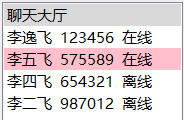 聊天大厅
李逸飞 123456 在线
李五飞 575589 在线
李四飞 654321 离线
李二飞 987012 离线